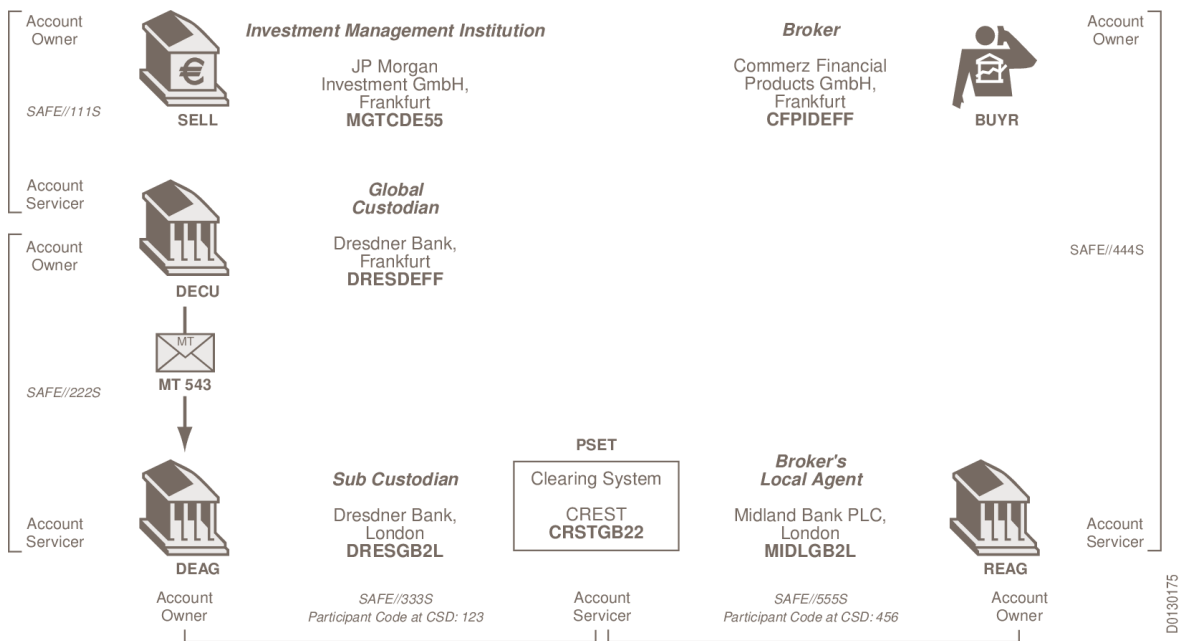 Account
Owner
Investment Management Institution
Broker
Account
Owner
JP Morgan
Investment GmbH,
Frankfurt
MGTCDE55
Commerz Financial
Products GmbH,
Frankfurt
CFPIDEFF
€
SAFE//111S
SELL
BUYR
Account
Servicer
Global
Custodian
Account
Owner
Dresdner Bank,
Frankfurt
DRESDEFF
SAFE//444S
DECU
MT
MT 543
SAFE//222S
PSET
Sub Custodian
Clearing System
Broker's
Local Agent
Account
Servicer
Dresdner Bank,
London
DRESGB2L
CREST
CRSTGB22
Midland Bank PLC,
London
MIDLGB2L
Account
Servicer
DEAG
REAG
Account
Owner
SAFE//333S
Participant Code at CSD: 123
Account
Servicer
SAFE//555S
Participant Code at CSD: 456
Account
Owner
D0130175